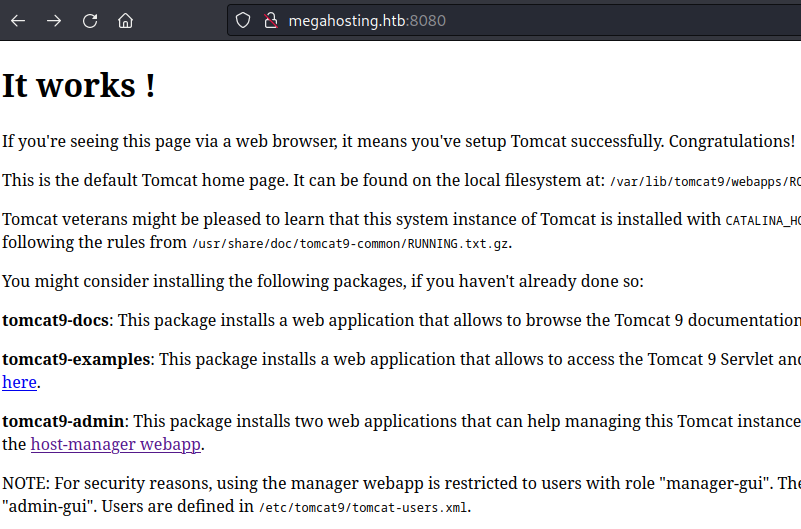 megahosting.htb:8080
It works !
If you're seeing this page via a web browser, it means you've setup Tomcat successfully. Congratulations!
This is the default Tomcat home page. It can be found on the local filesystem at: /var/lib/tomcat9/webapps/RO
Tomcat veterans might be pleased to learn that this system instance of Tomcat is installed with CATALINA_HO
following the rules from /usr/share/doc/tomcat9-common/RUNNING.txt.gz.
You might consider installing the following packages, if you haven't already done so:
tomcat9-docs: This package installs a web application that allows to browse the Tomcat 9 documentation
tomcat9-examples: This package installs a web application that allows to access the Tomcat 9 Servlet and
here.
tomcat9-admin: This package installs two web applications that can help managing this Tomcat instance
the host-manager webapp.
NOTE: For security reasons, using the manager webapp is restricted to users with role "manager-gui". The
"admin-gui". Users are defined in /etc/tomcat9/tomcat-users.xml.